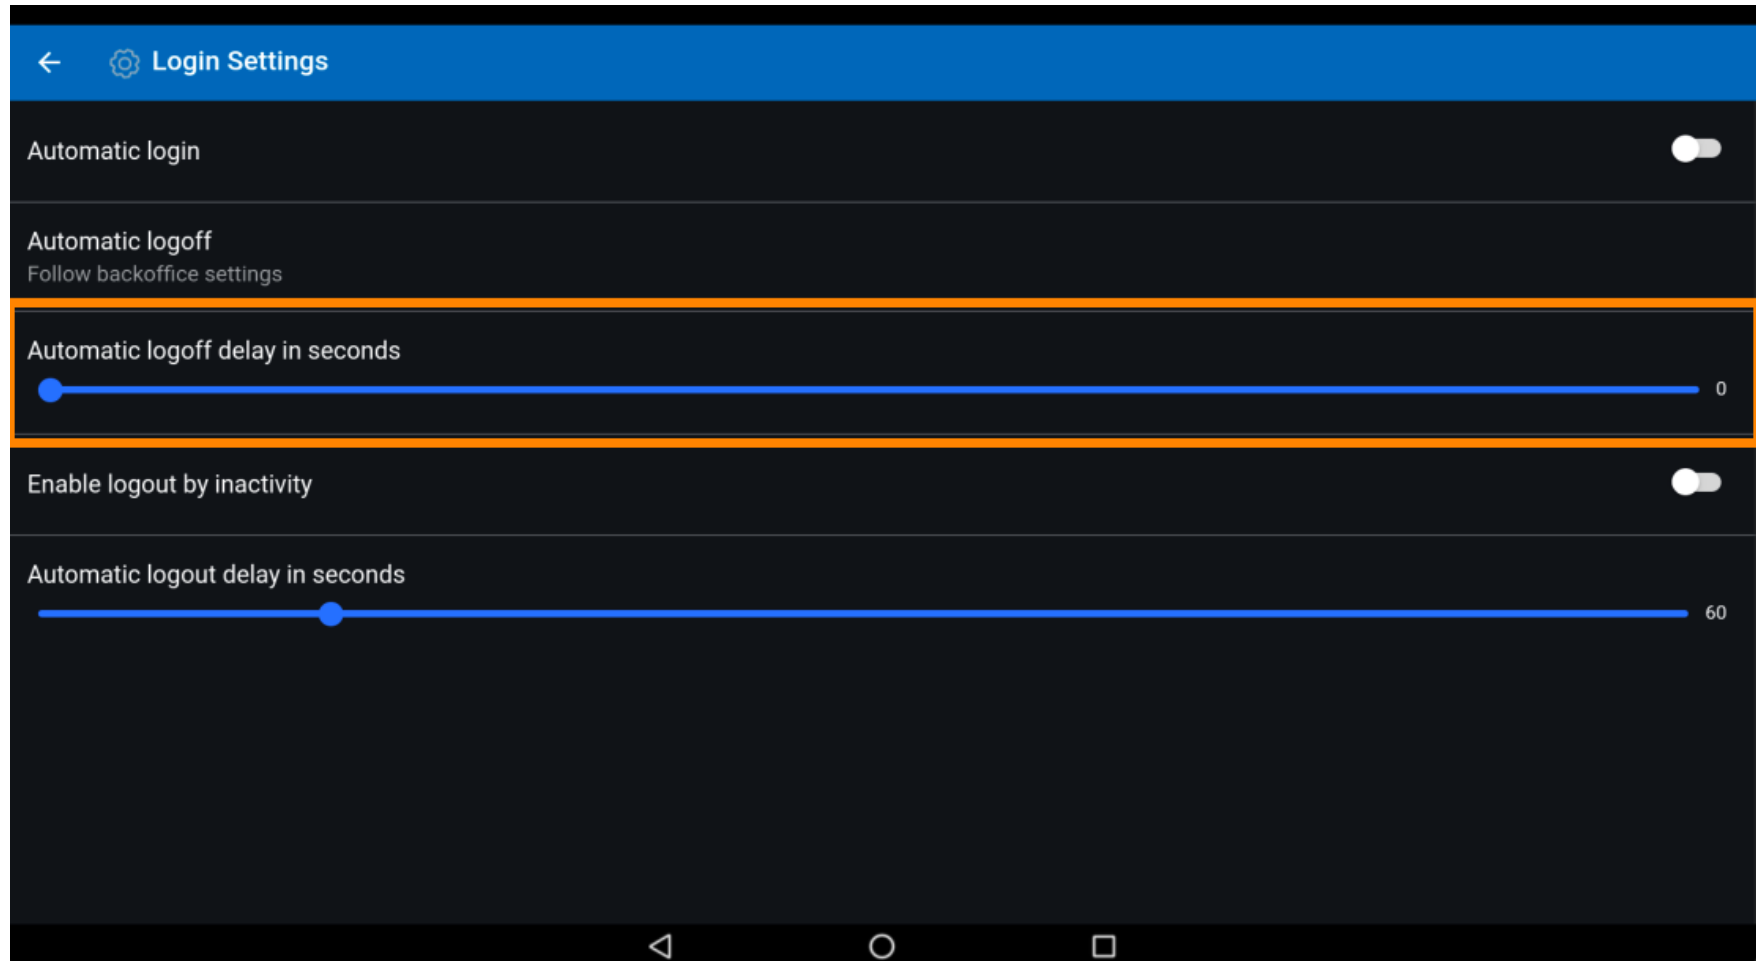 Login Settings
Automatic login
Automatic logoff
Follow backoffice settings
Automatic logoff delay in seconds
0
Enable logout by inactivity
Automatic logout delay in seconds
60